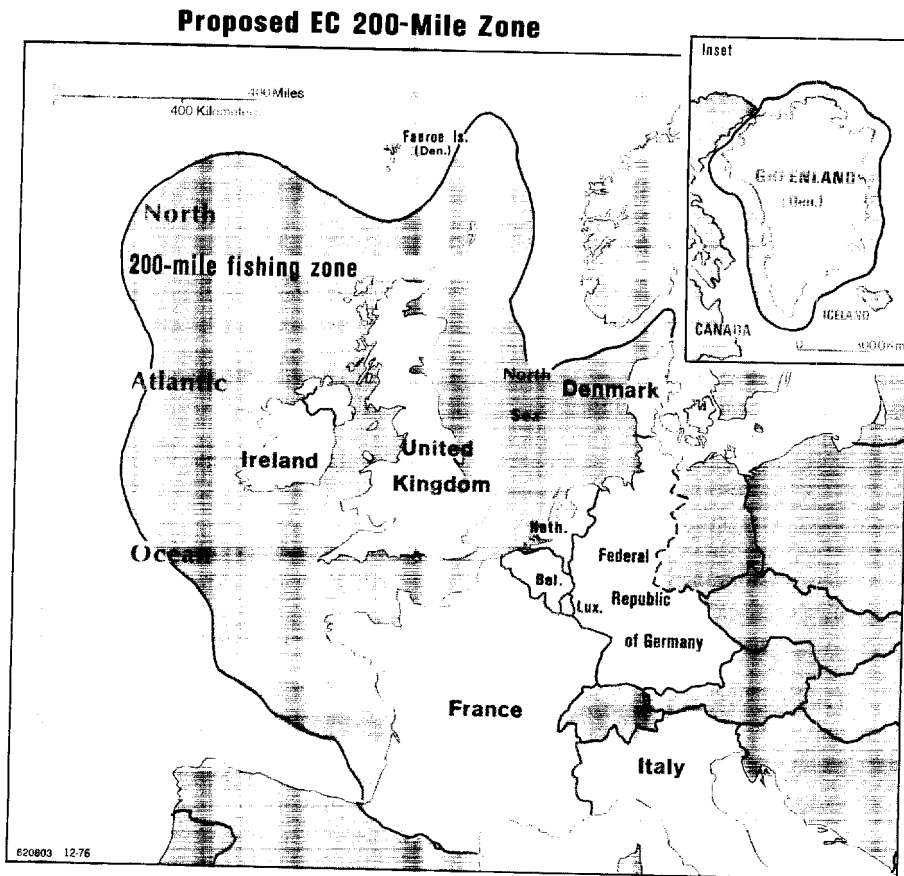 Proposed EC 200-Mile Zone
Inset
400 Miles
400 Kilometers
Faeroe Is.
(Den.)
GREENLAND
(Den.)
ICELAND
CANADA
0
North
200-mile fishing zone
Atlantic
North
Sea
Denmark
Ireland
United
Kingdom
Neth.
Ocean
Federal
Bel.
Lux.
Republic
of Germany
France
Italy
620803 12-76